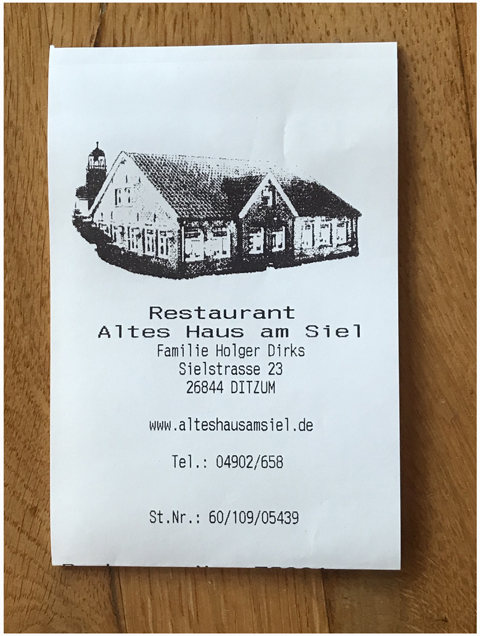 Restaurant
Altes Haus am Siel
Familie Holger Dirks
Sielstrasse 23
26844 DITZUM
www.alteshausamsiel.de
Tel.: 04902/658
St.Nr.: 60/109/05439